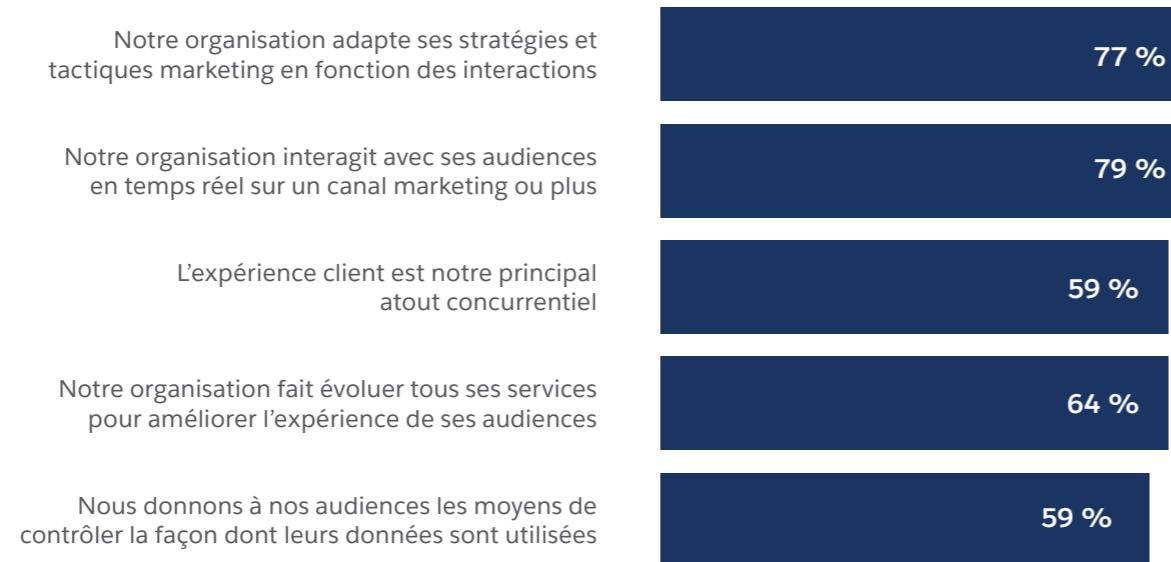 Notre organisation adapte ses stratégies et
tactiques marketing en fonction des interactions
77 %
Notre organisation interagit avec ses audiences
en temps réel sur un canal marketing ou plus
79 %
L’expérience client est notre principal
atout concurrentiel
59 %
Notre organisation fait évoluer tous ses services
pour améliorer l’expérience de ses audiences
64 %
Nous donnons à nos audiences les moyens de
contrôler la façon dont leurs données sont utilisées
59 %